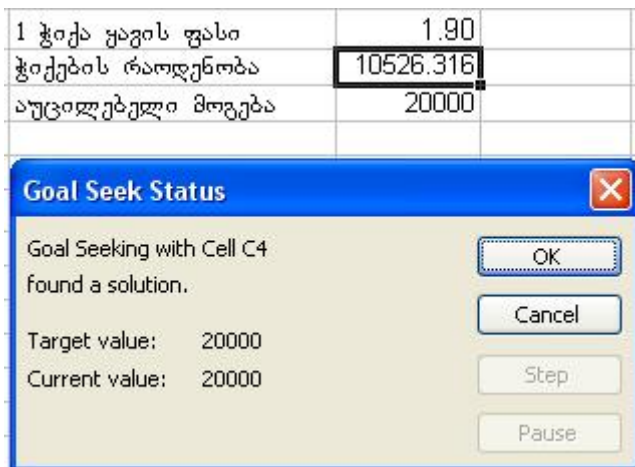 1 ჭიქა ყავის ფასი 1.90
ჭიქების რაოდენობა 10526.316
აუცილებელი მოგება 20000
Goal Seek Status
Goal Seeking with Cell C4
found a solution.
Target value: 20000
Current value: 20000
OK
Cancel
Step
Pause